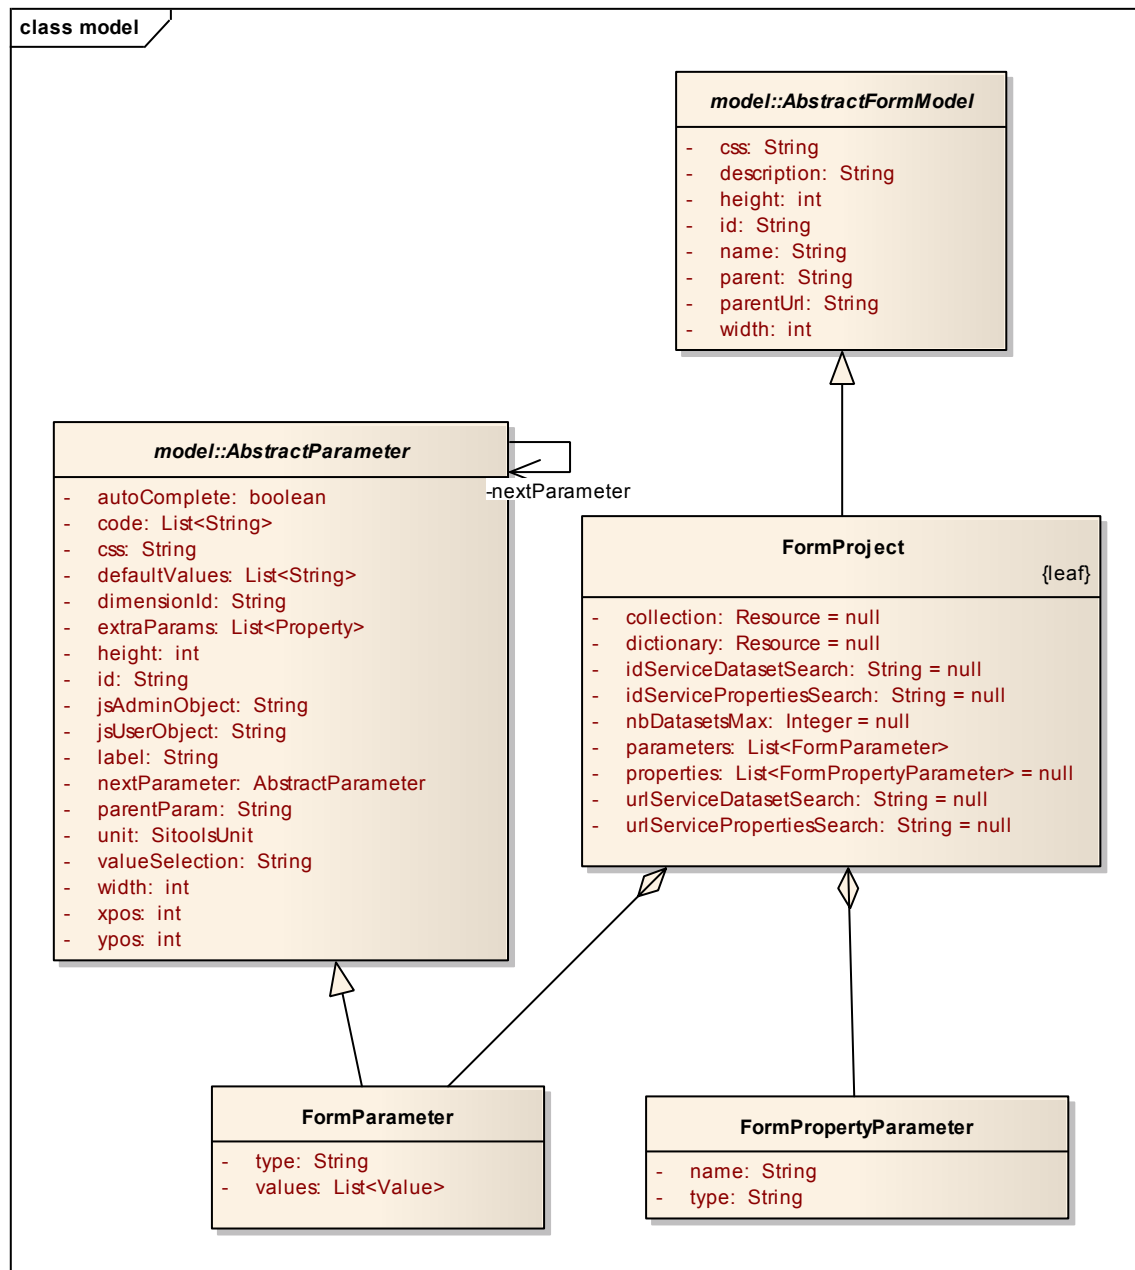 class model
model::AbstractFormModel
- css: String
- description: String
- height: int
- id: String
- name: String
- parent: String
- parentUrl: String
- width: int
model::AbstractParameter
- autoComplete: boolean
- code: List<String>
- css: String
- defaultValues: List<String>
- dimensionId: String
- extraParams: List<Property>
- height: int
- id: String
- jsAdminObject: String
- jsUserObject: String
- label: String
- nextParameter: AbstractParameter
- parentParam: String
- unit: SitoolsUnit
- valueSelection: String
- width: int
- xpos: int
- ypos: int
-nextParameter
FormProject
{leaf}
- collection: Resource = null
- dictionary: Resource = null
- idServiceDatasetSearch: String = null
- idServicePropertiesSearch: String = null
- nbDatasetsMax: Integer = null
- parameters: List<FormParameter>
- properties: List<FormPropertyParameter> = null
- urlServiceDatasetSearch: String = null
- urlServicePropertiesSearch: String = null
FormParameter
- type: String
- values: List<Value>
FormPropertyParameter
- name: String
- type: String